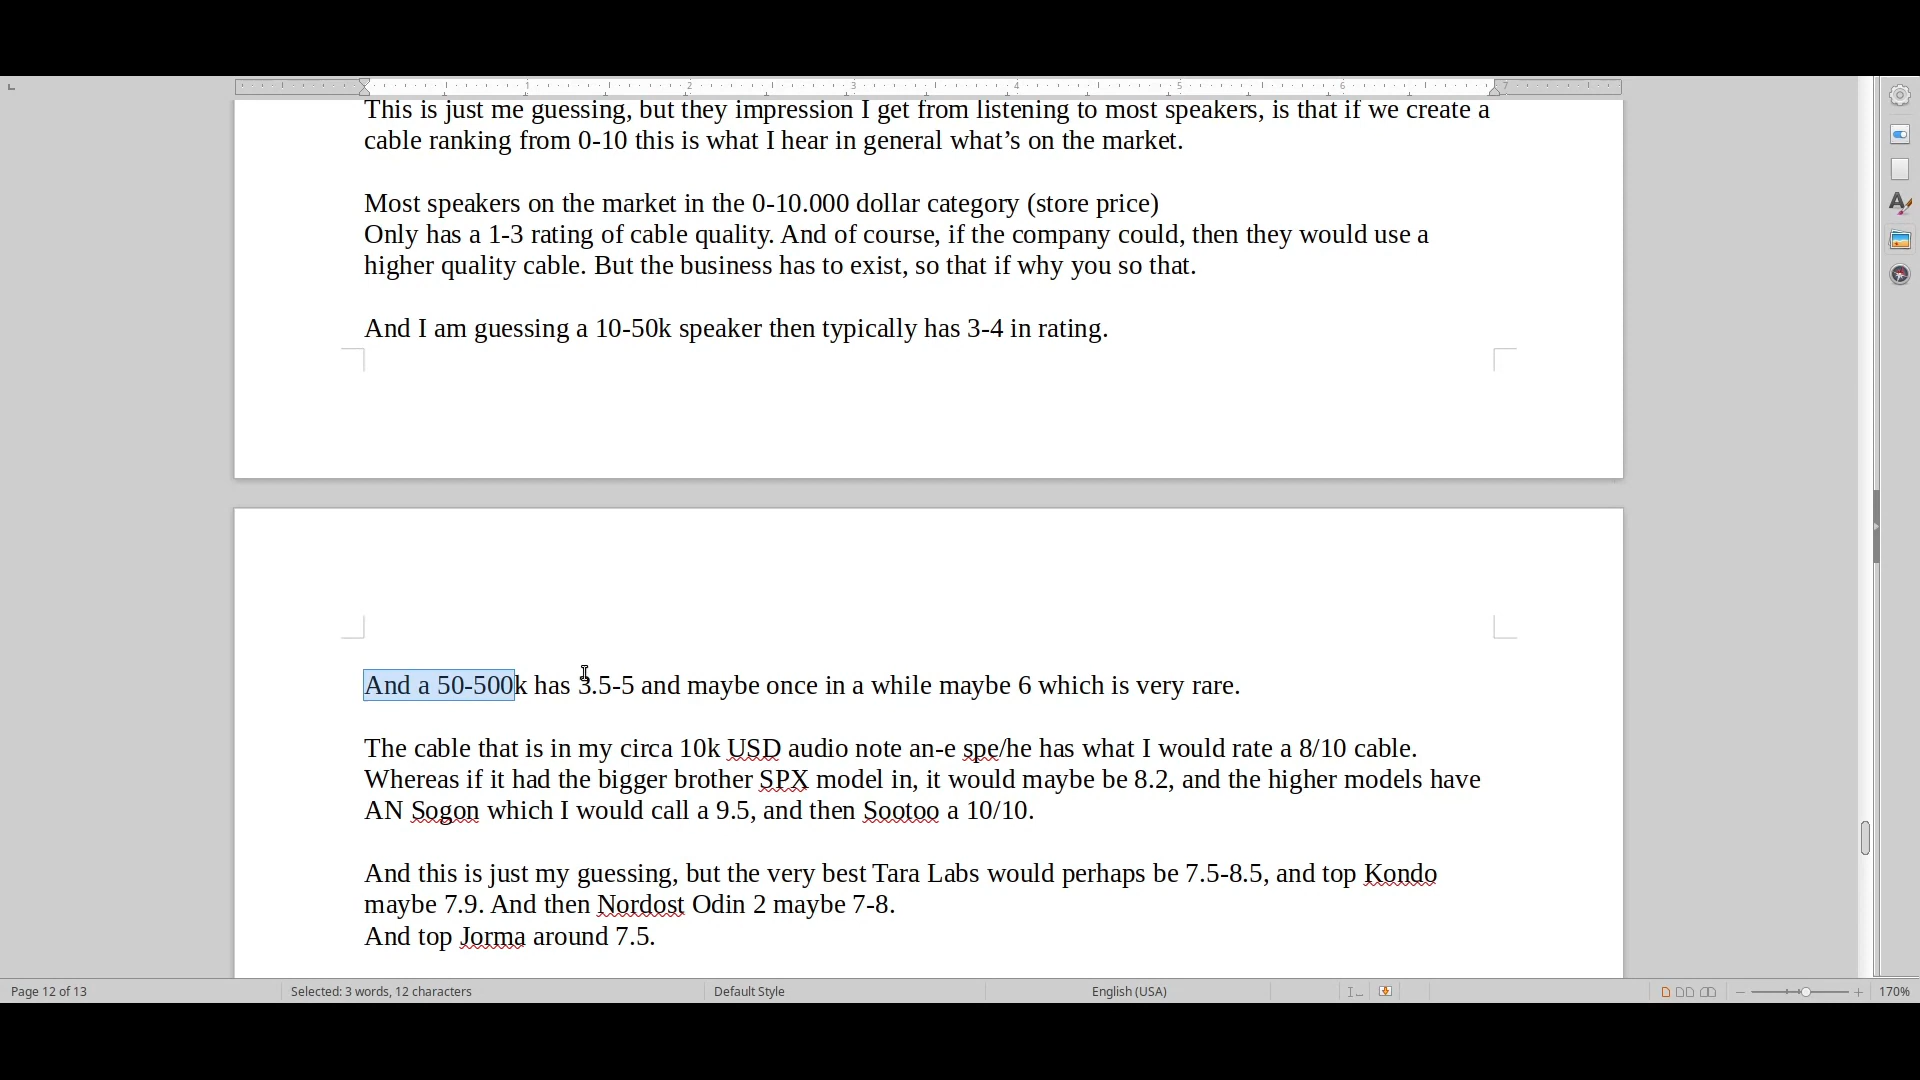 1 2 3 4 5 6 7
This is just me guessing, but they impression I get from listening to most speakers, is that if we create a
cable ranking from 0-10 this is what I hear in general what’s on the market.
Most speakers on the market in the 0-10.000 dollar category (store price)
Only has a 1-3 rating of cable quality. And of course, if the company could, then they would use a
higher quality cable. But the business has to exist, so that if why you so that.
And I am guessing a 10-50k speaker then typically has 3-4 in rating.
And a 50-500k has 3.5-5 and maybe once in a while maybe 6 which is very rare.
The cable that is in my circa 10k USD audio note an-e spe/he has what I would rate a 8/10 cable.
Whereas if it had the bigger brother SPX model in, it would maybe be 8.2, and the higher models have
AN Sogon which I would call a 9.5, and then Sootoo a 10/10.
And this is just my guessing, but the very best Tara Labs would perhaps be 7.5-8.5, and top Kondo
maybe 7.9. And then Nordost Odin 2 maybe 7-8.
And top Jorma around 7.5.
Page 12 of 13 Selected: 3 words, 12 characters Default Style English (USA) 170%